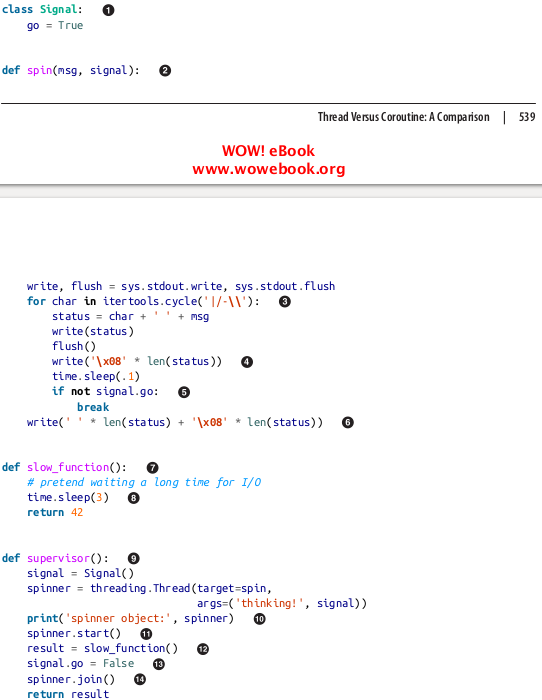 class Signal: ❶
    go = True
def spin(msg, signal): ❷
Thread Versus Coroutine: A Comparison | 539
WOW! eBook
www.wowebook.org
    write, flush = sys.stdout.write, sys.stdout.flush
    for char in itertools.cycle('|/-\\'): ❸
        status = char + ' ' + msg
        write(status)
        flush()
        write('\x08' * len(status)) ❹
        time.sleep(.1)
        if not signal.go: ❺
            break
    write(' ' * len(status) + '\x08' * len(status)) ❻
def slow_function(): ❼
    # pretend waiting a long time for I/O
    time.sleep(3) ❽
    return 42
def supervisor(): ❾
    signal = Signal()
    spinner = threading.Thread(target=spin,
                               args=('thinking!', signal))
    print('spinner object:', spinner) ❿
    spinner.start() ⓫
    result = slow_function() ⓬
    signal.go = False ⓭
    spinner.join() ⓮
    return result